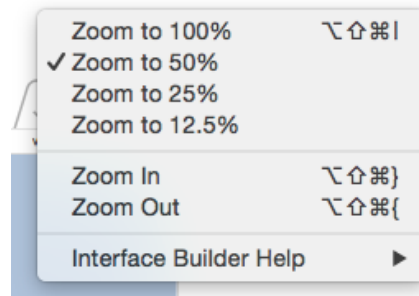 Zoom to 100% ⌥⇧⌘|
✓ Zoom to 50%
Zoom to 25%
Zoom to 12.5%
Zoom In ⌥⇧⌘}
Zoom Out ⌥⇧⌘{
Interface Builder Help ▶